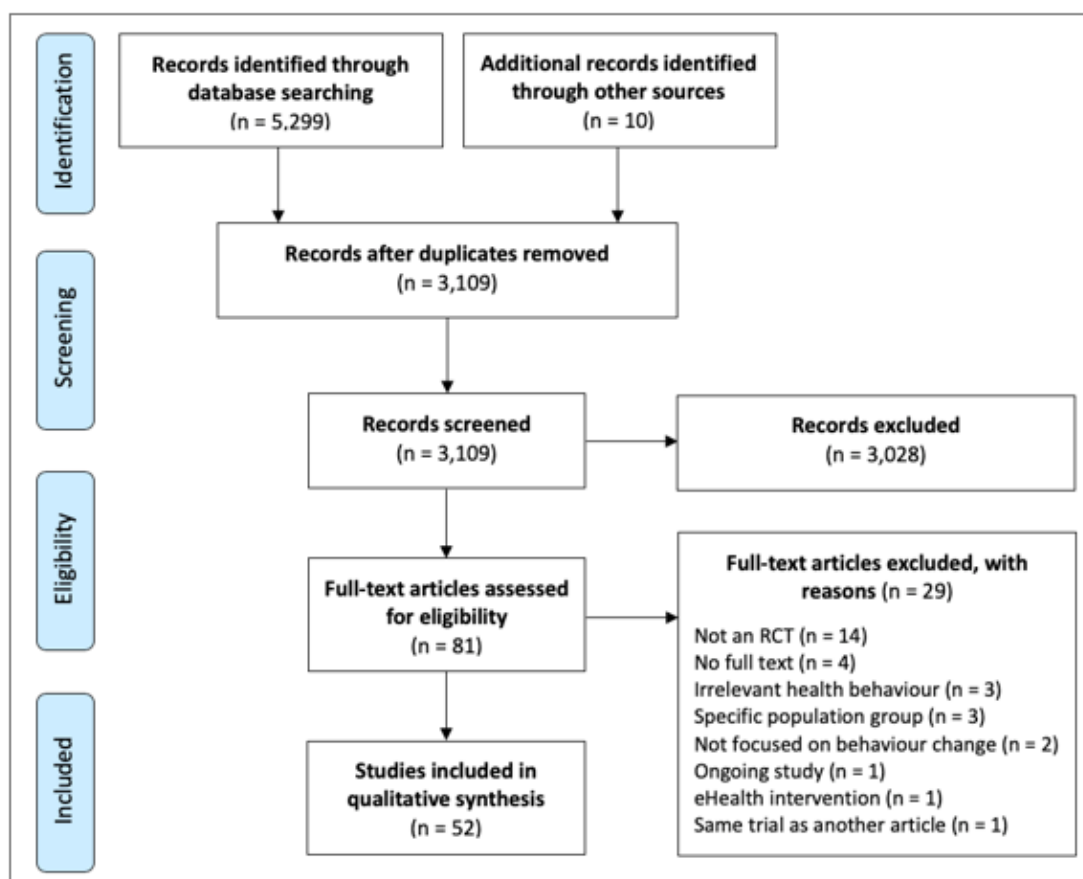 Identification
Records identified through
database searching
(n = 5,299)
Additional records identified
through other sources
(n = 10)
Screening
Records after duplicates removed
(n = 3,109)
Records screened
(n = 3,109)
Records excluded
(n = 3,028)
Eligibility
Full-text articles assessed
for eligibility
(n = 81)
Full-text articles excluded, with
reasons (n = 29)
Not an RCT (n = 14)
No full text (n = 4)
Irrelevant health behaviour (n = 3)
Specific population group (n = 3)
Not focused on behaviour change (n = 2)
Ongoing study (n = 1)
eHealth intervention (n = 1)
Same trial as another article (n = 1)
Included
Studies included in
qualitative synthesis
(n = 52)